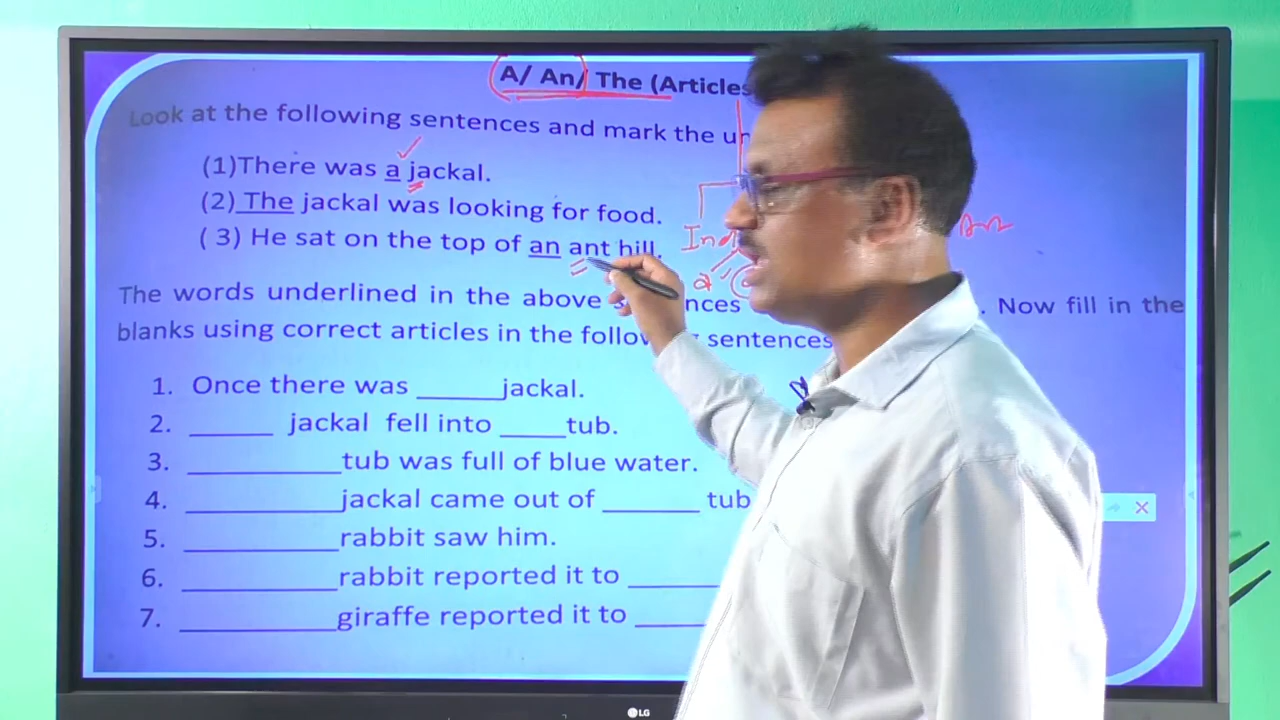 A/ An/ The (Articles
Look at the following sentences and mark the
(1)There was a jackal.
(2) The jackal was looking for food.
( 3) He sat on the top of an ant hill.
Ind
An
a
The words underlined in the above . Now fill in the
blanks using correct articles in the sentences
1. Once there was ______jackal.
2. ______ jackal fell into _____tub.
3. ___________tub was full of blue water.
4. ___________jackal came out of _______ tub
5. ___________rabbit saw him.
6. ___________rabbit reported it to _______
7. ___________giraffe reported it to _____
LG